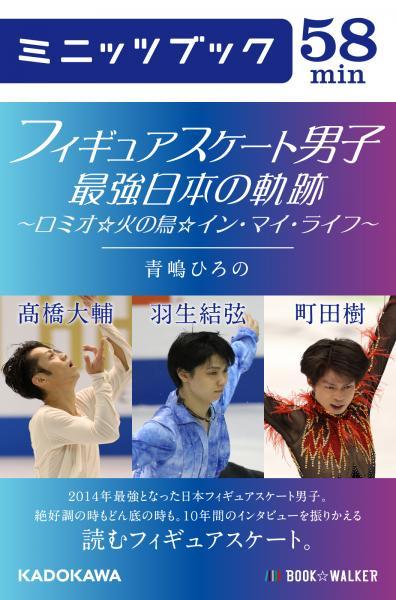 ミニッツブック
58
min
フィギュアスケート男子
最強日本の軌跡
～ロミオ☆火の鳥☆イン・マイ・ライフ～
青嶋ひろの
髙橋大輔 羽生結弦 町田樹
2014年最強となった日本フィギュアスケート男子。
絶好調の時もどん底の時も。10年間のインタビューを振りかえる
読むフィギュアスケート。
KADOKAWA BOOK☆WALKER